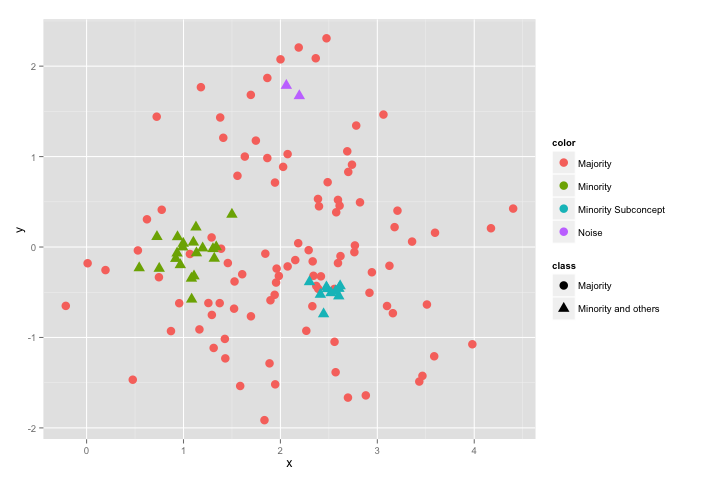 2
1
0
-1
-2
y
0
1
2
3
4
x
color
Majority
Minority
Minority Subconcept
Noise
class
Majority
Minority and others